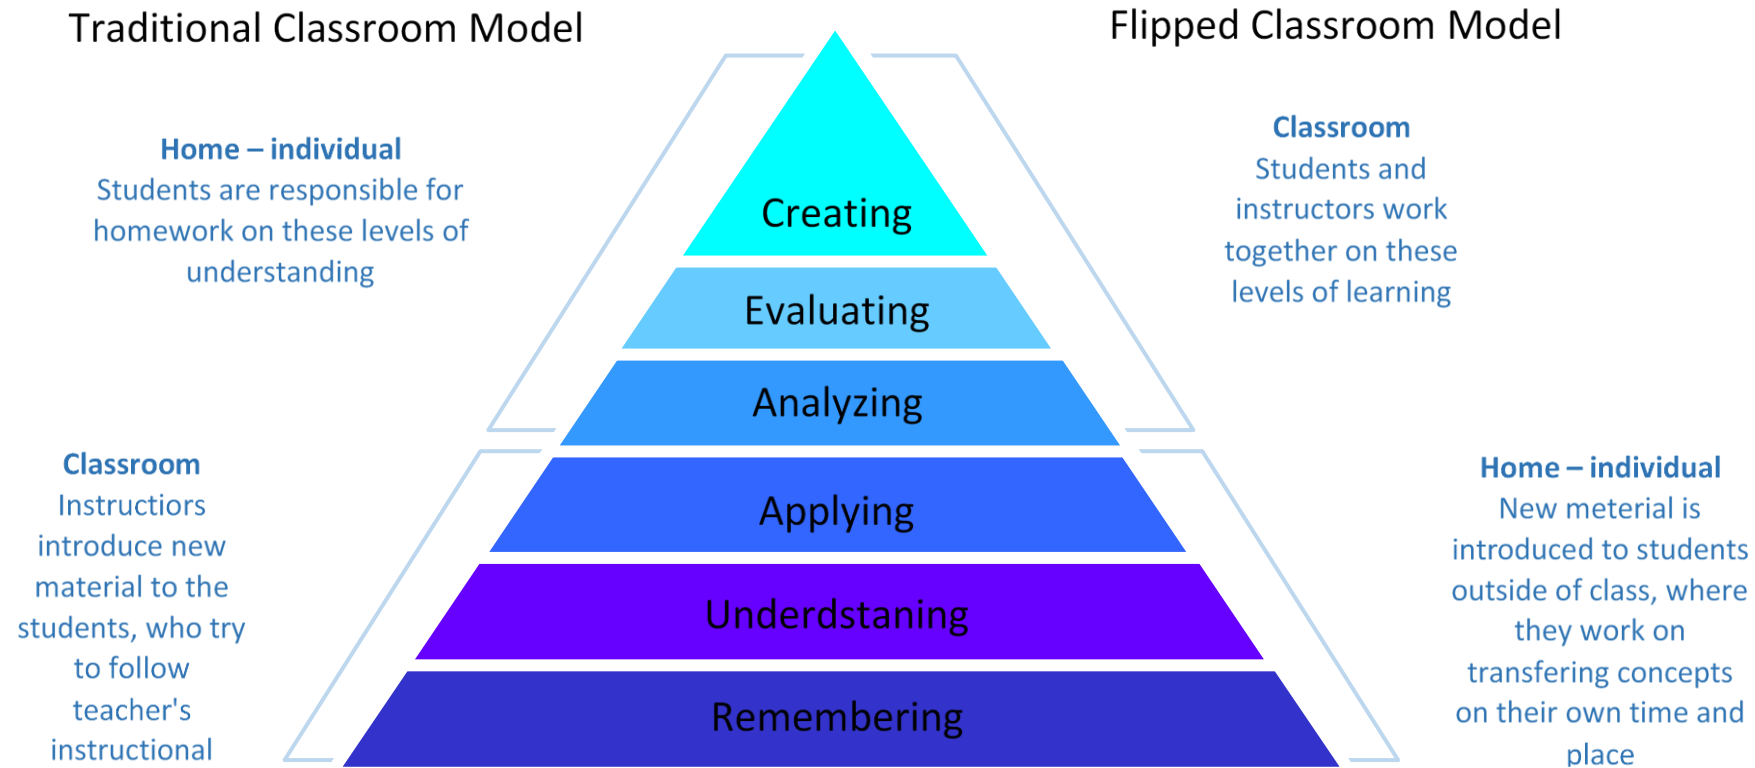 Traditional Classroom Model
Flipped Classroom Model
Home – individual
Students are responsible for
homework on these levels of
understanding
Classroom
Instructiors
introduce new
material to the
students, who try
to follow
teacher's
instructional
Creating
Evaluating
Analyzing
Applying
Underdstaning
Remembering
Classroom
Students and
instructors work
together on these
levels of learning
Home – individual
New meterial is
introduced to students
outside of class, where
they work on
transfering concepts
on their own time and
place